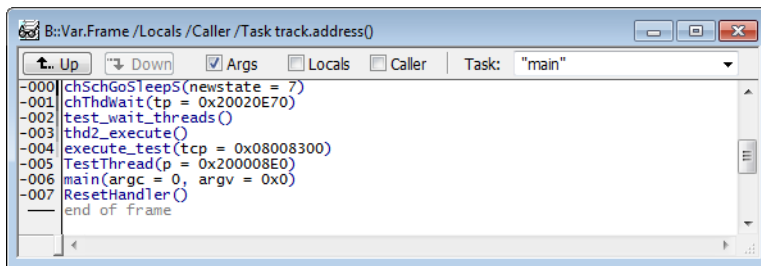 B::Var.Frame /Locals /Caller /Task track.address()
Up Down Args Locals Caller Task: "main"
-000 chSchGoSleepS(newstate = 7)
-001 chThdWait(tp = 0x20020E70)
-002 test_wait_threads()
-003 thd2_execute()
-004 execute_test(tcp = 0x08008300)
-005 TestThread(p = 0x200008E0)
-006 main(argc = 0, argv = 0x0)
-007 ResetHandler()
end of frame